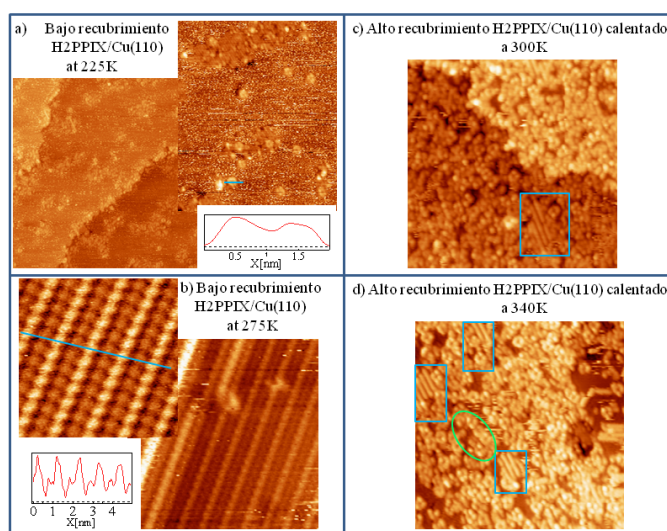 a) Bajo recubrimiento
H2PPIX/Cu(110)
at 225K
0.5 1 1.5
X[nm]
b) Bajo recubrimiento
H2PPIX/Cu(110)
at 275K
0 1 2 3 4
X[nm]
c) Alto recubrimiento H2PPIX/Cu(110) calentado
a 300K
d) Alto recubrimiento H2PPIX/Cu(110) calentado
a 340K